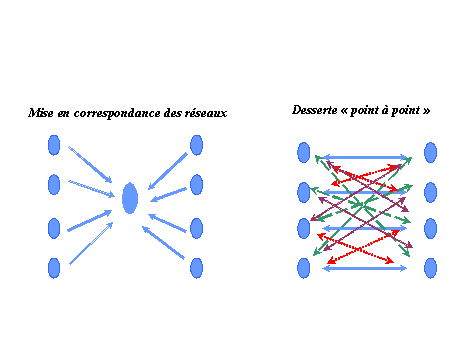 Mise en correspondance des réseaux
Desserte « point à point »